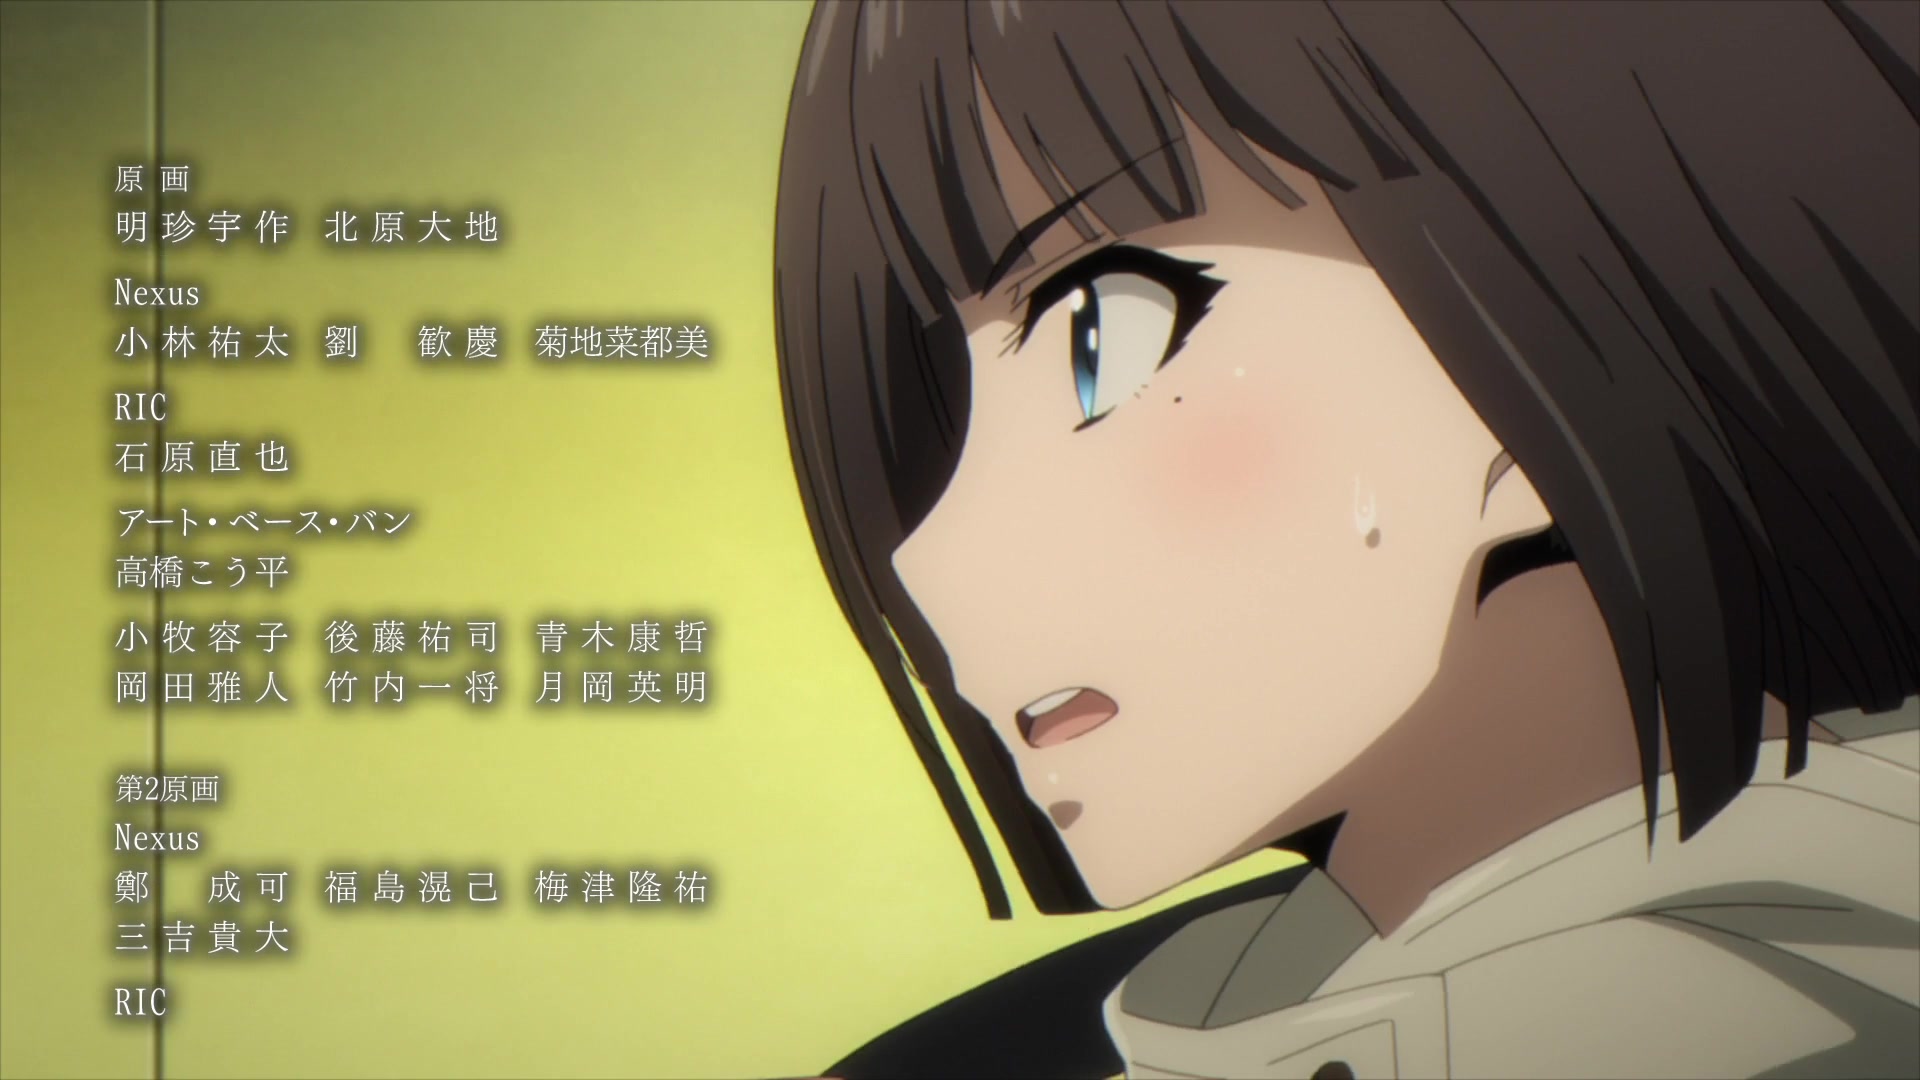 原画
明珍宇作 北原大地
Nexus
小林祐太 劉 歓慶 菊地菜都美
RIC
石原直也
アート・ベース・バン
高橋こう平
小牧容子 後藤祐司 青木康哲
岡田雅人 竹内一将 月岡英明
第2原画
Nexus
鄭 成可 福島滉己 梅津隆祐
三吉貴大
RIC